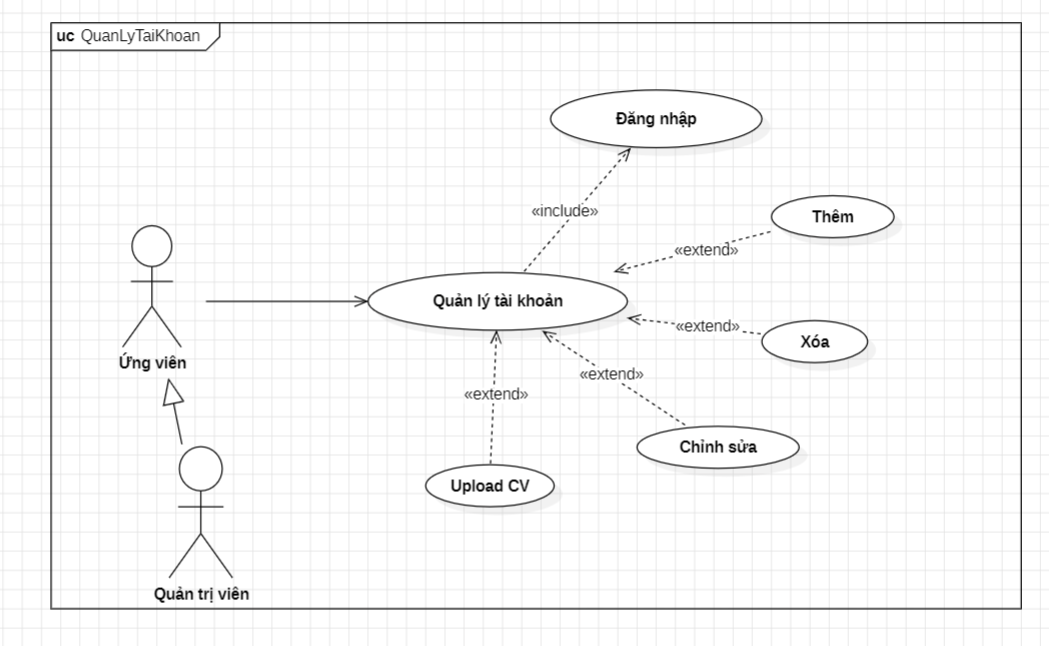 uc QuanLyTaiKhoan
Đăng nhập
«include»
Thêm
«extend»
Quản lý tài khoản
«extend»
Xóa
Ứng viên
«extend»
«extend»
Chỉnh sửa
Upload CV
Quản trị viên